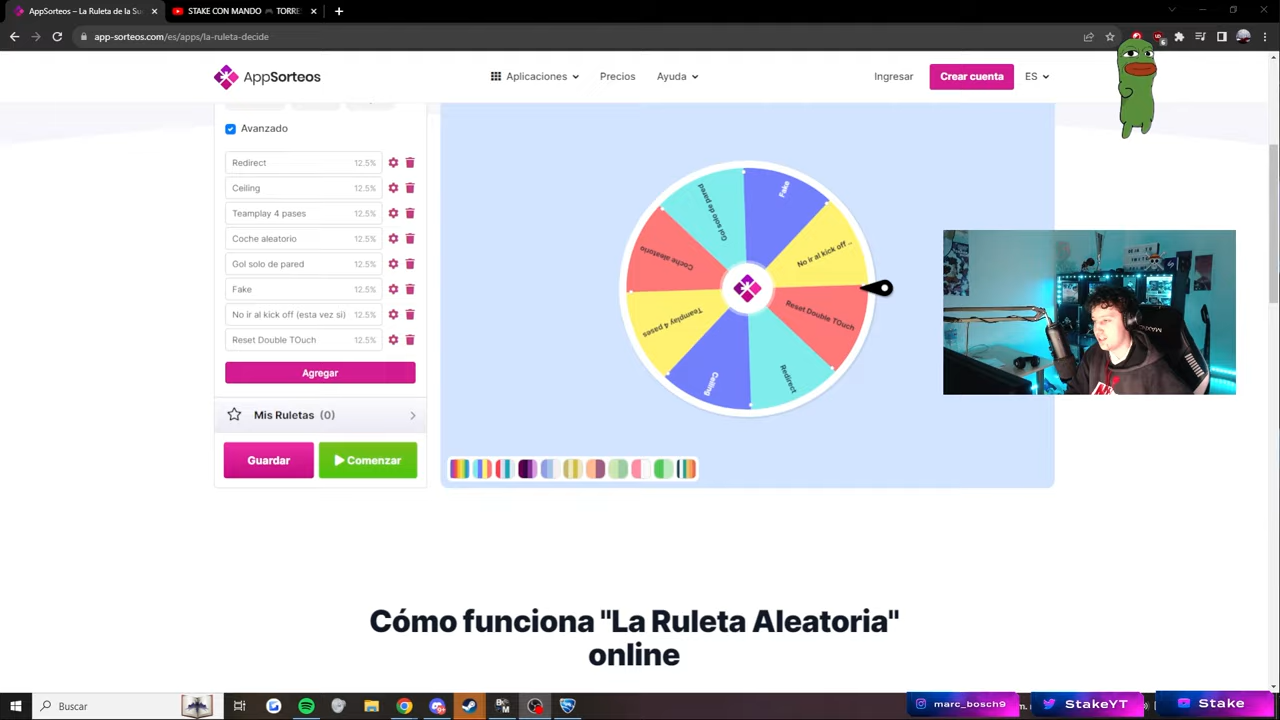 AppSorteos – La Ruleta de la Su
STAKE CON MANDO 🎮 TORRE
app-sorteos.com/es/apps/la-ruleta-decide
AppSorteos
Aplicaciones
Precios
Ayuda
Ingresar
Crear cuenta
ES
Avanzado
Redirect 12.5%
Ceiling 12.5%
Teamplay 4 pases 12.5%
Coche aleatorio 12.5%
Gol solo de pared 12.5%
Fake 12.5%
No ir al kick off (esta vez si) 12.5%
Reset Double TOuch 12.5%
Agregar
Mis Ruletas (0)
Guardar
Comenzar
Fake
No ir al kick off ...
Reset Double TOuch
Redirect
Ceiling
Teamplay 4 pases
Coche aleatorio
Gol solo de pared
Cómo funciona "La Ruleta Aleatoria"
online
Buscar
marc_bosch9
StakeYT
Stake